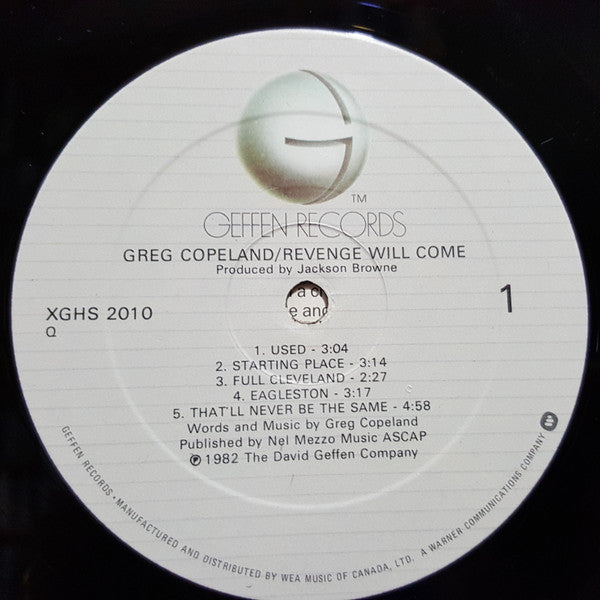 TM
GEFFEN RECORDS
GREG COPELAND/REVENGE WILL COME
Produced by Jackson Browne
XGHS 2010
Q
1
1. USED - 3:04
2. STARTING PLACE - 3:14
3. FULL CLEVELAND - 2:27
4. EAGLESTON - 3:17
5. THAT'LL NEVER BE THE SAME - 4:58
Words and Music by Greg Copeland
Published by Nel Mezzo Music ASCAP
℗ 1982 The David Geffen Company
GEFFEN RECORDS • MANUFACTURED AND DISTRIBUTED BY WEA MUSIC OF CANADA, LTD. A WARNER COMMUNICATIONS COMPANY